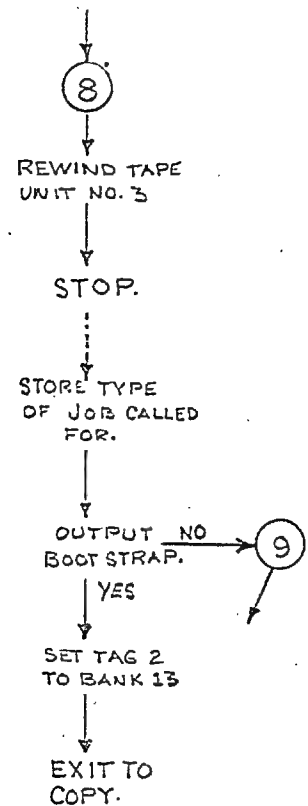 8
REWIND TAPE
UNIT NO. 3
STOP.
STORE TYPE
OF JOB CALLED
FOR.
OUTPUT NO
BOOT STRAP.
9
YES
SET TAG 2
TO BANK 13
EXIT TO
COPY.